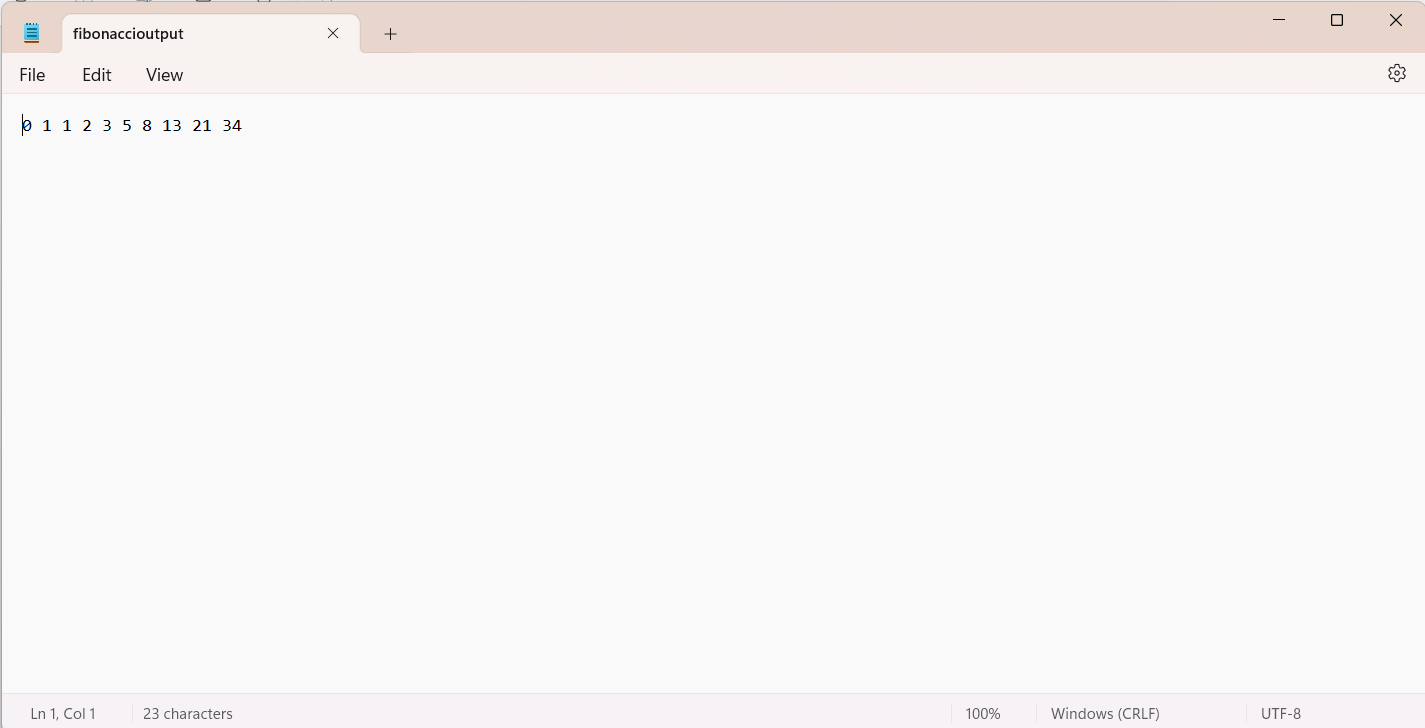 fibonaccioutput
File Edit View
0 1 1 2 3 5 8 13 21 34
Ln 1, Col 1 23 characters 100% Windows (CRLF) UTF-8